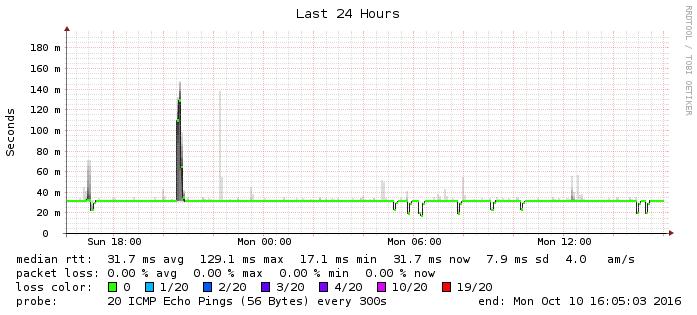 Last 24 Hours
RRDTOOL / TOBI OETIKER
Seconds
180 m
160 m
140 m
120 m
100 m
80 m
60 m
40 m
20 m
0
Sun 18:00 Mon 00:00 Mon 06:00 Mon 12:00
median rtt: 31.7 ms avg 129.1 ms max 17.1 ms min 31.7 ms now 7.9 ms sd 4.0 am/s
packet loss: 0.00 % avg 0.00 % max 0.00 % min 0.00 % now
loss color: 0 1/20 2/20 3/20 4/20 10/20 19/20
probe: 20 ICMP Echo Pings (56 Bytes) every 300s end: Mon Oct 10 16:05:03 2016